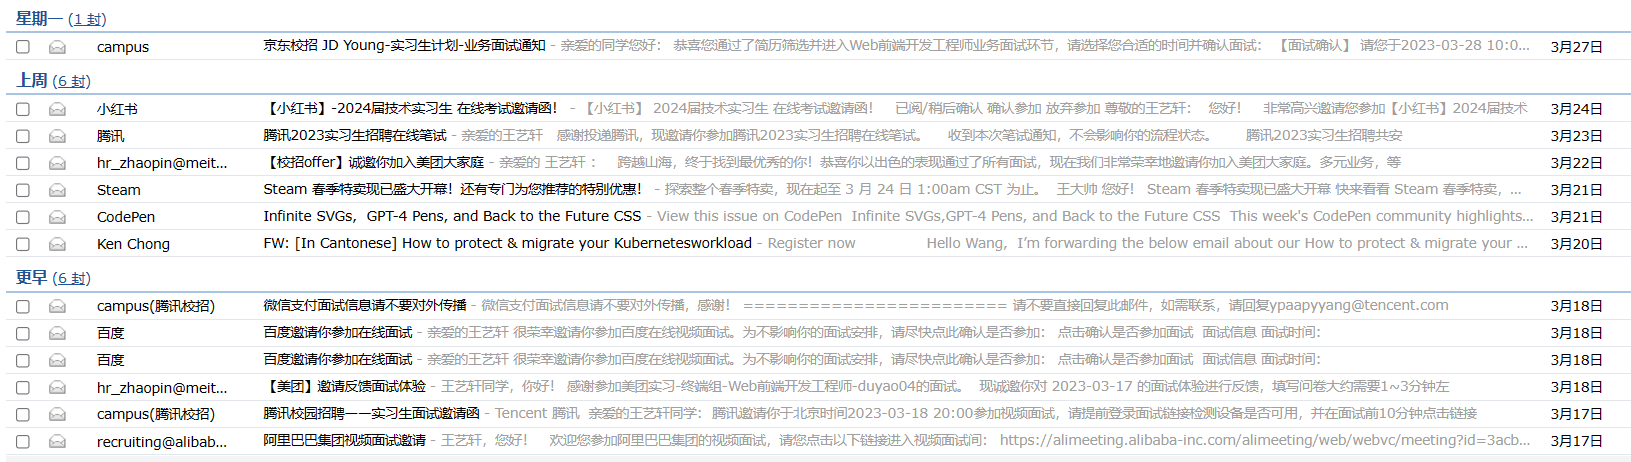 星期一 (1 封)
campus 京东校招 JD Young-实习生计划-业务面试通知 - 亲爱的同学您好： 恭喜您通过了简历筛选并进入Web前端开发工程师业务面试环节，请选择您合适的时间并确认面试： 【面试确认】 请您于2023-03-28 10:0... 3月27日
上周 (6 封)
小红书 【小红书】-2024届技术实习生 在线考试邀请函！ - 【小红书】 2024届技术实习生 在线考试邀请函！ 已阅/稍后确认 确认参加 放弃参加 尊敬的王艺轩： 您好！ 非常高兴邀请您参加【小红书】2024届技术 3月24日
腾讯 腾讯2023实习生招聘在线笔试 - 亲爱的王艺轩 感谢投递腾讯，现邀请你参加腾讯2023实习生招聘在线笔试。 收到本次笔试通知，不会影响你的流程状态。 腾讯2023实习生招聘共安 3月23日
hr_zhaopin@meit... 【校招offer】诚邀你加入美团大家庭 - 亲爱的 王艺轩 ： 跨越山海，终于找到最优秀的你！恭喜你以出色的表现通过了所有面试，现在我们非常荣幸地邀请你加入美团大家庭。多元业务，等 3月22日
Steam Steam 春季特卖现已盛大开幕！还有专门为您推荐的特别优惠！ - 探索整个春季特卖，现在起至 3 月 24 日 1:00am CST 为止。 王大帅 您好！ Steam 春季特卖现已盛大开幕 快来看看 Steam 春季特卖，... 3月21日
CodePen Infinite SVGs, GPT-4 Pens, and Back to the Future CSS - View this issue on CodePen Infinite SVGs,GPT-4 Pens, and Back to the Future CSS This week's CodePen community highlights... 3月21日
Ken Chong FW: [In Cantonese] How to protect & migrate your Kubernetesworkload - Register now Hello Wang, I'm forwarding the below email about our How to protect & migrate your ... 3月20日
更早 (6 封)
campus(腾讯校招) 微信支付面试信息请不要对外传播 - 微信支付面试信息请不要对外传播，感谢！ ======================== 请不要直接回复此邮件，如需联系，请回复ypaapyyang@tencent.com 3月18日
百度 百度邀请你参加在线面试 - 亲爱的王艺轩 很荣幸邀请你参加百度在线视频面试。为不影响你的面试安排，请尽快点此确认是否参加： 点击确认是否参加面试 面试信息 面试时间： 3月18日
百度 百度邀请你参加在线面试 - 亲爱的王艺轩 很荣幸邀请你参加百度在线视频面试。为不影响你的面试安排，请尽快点此确认是否参加： 点击确认是否参加面试 面试信息 面试时间： 3月18日
hr_zhaopin@meit... 【美团】邀请反馈面试体验 - 王艺轩同学，你好！ 感谢参加美团实习-终端组-Web前端开发工程师-duyao04的面试。 现诚邀你对 2023-03-17 的面试体验进行反馈，填写问卷大约需要1~3分钟左 3月18日
campus(腾讯校招) 腾讯校园招聘——实习生面试邀请函 - Tencent 腾讯 亲爱的王艺轩同学：腾讯邀请你于北京时间2023-03-18 20:00参加视频面试，请提前登录面试链接检测设备是否可用，并在面试前10分钟点击链接 3月17日
recruiting@alibab... 阿里巴巴集团视频面试邀请 - 王艺轩，您好！ 欢迎您参加阿里巴巴集团的视频面试，请您点击以下链接进入视频面试间： https://alimeeting.alibaba-inc.com/alimeeting/web/webvc/meeting?id=3acb... 3月17日